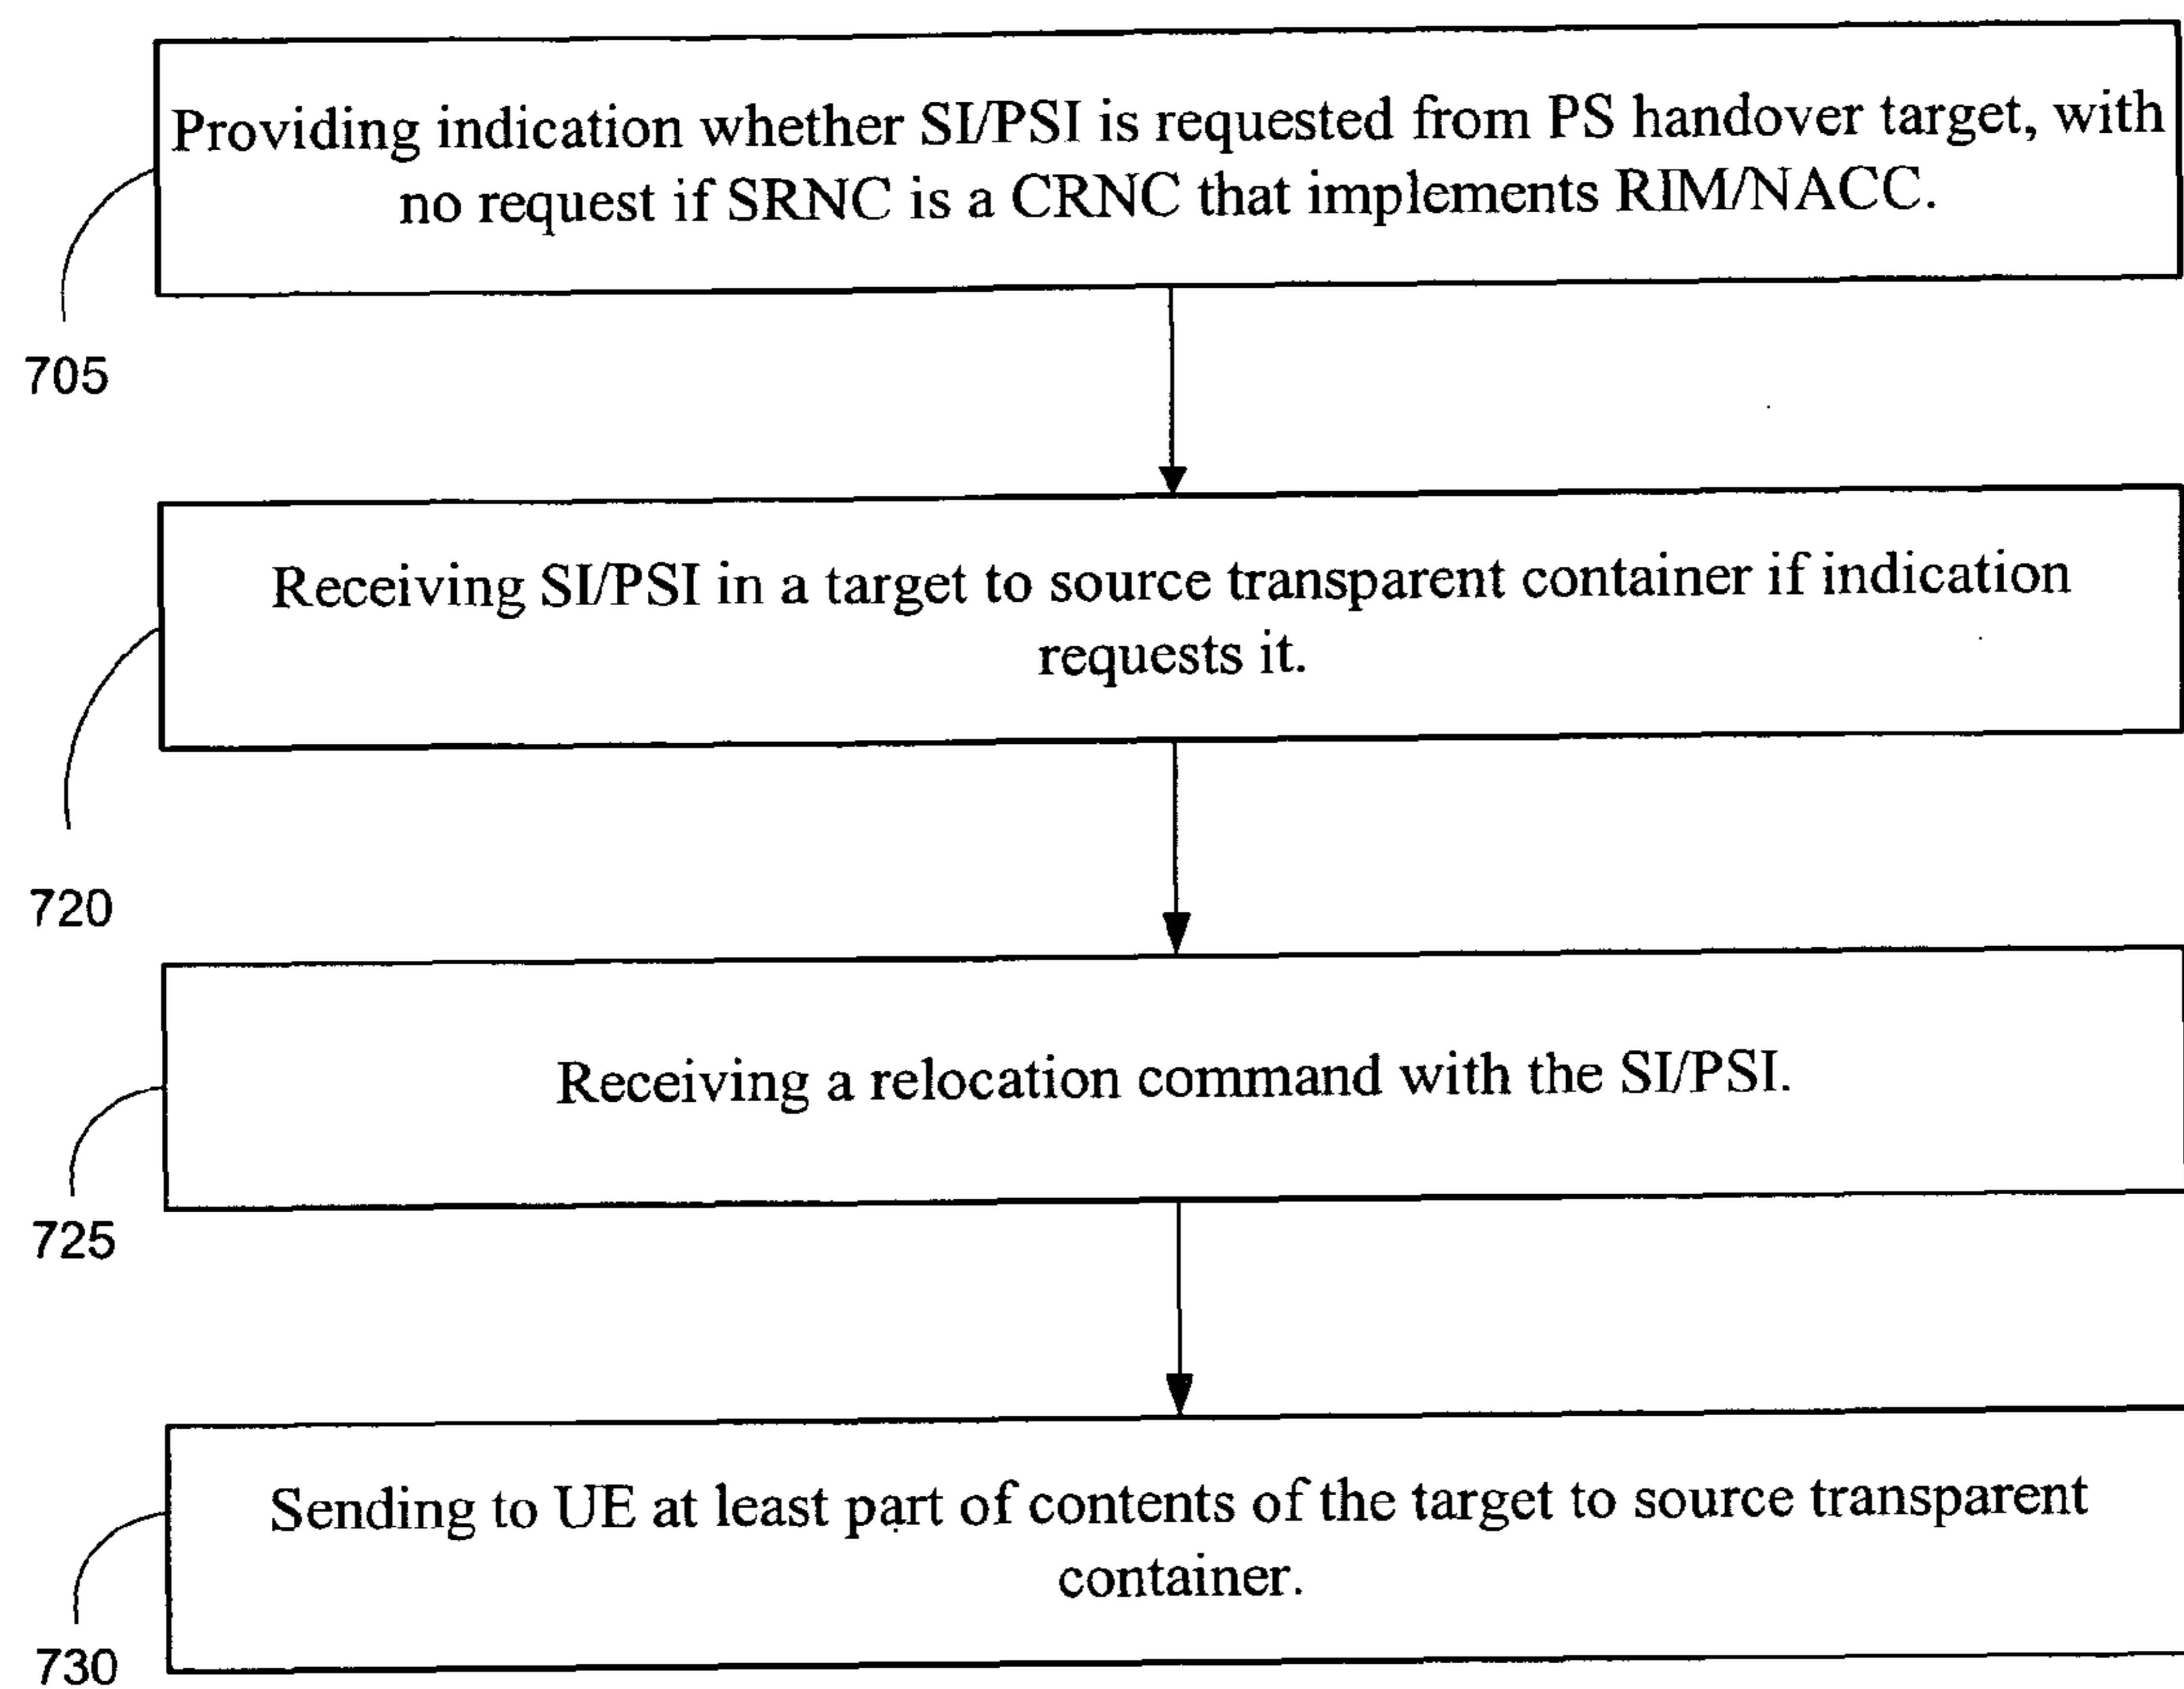 Providing indication whether SI/PSI is requested from PS handover target, with
no request if SRNC is a CRNC that implements RIM/NACC.
705
Receiving SI/PSI in a target to source transparent container if indication
requests it.
720
Receiving a relocation command with the SI/PSI.
725
Sending to UE at least part of contents of the target to source transparent
container.
730